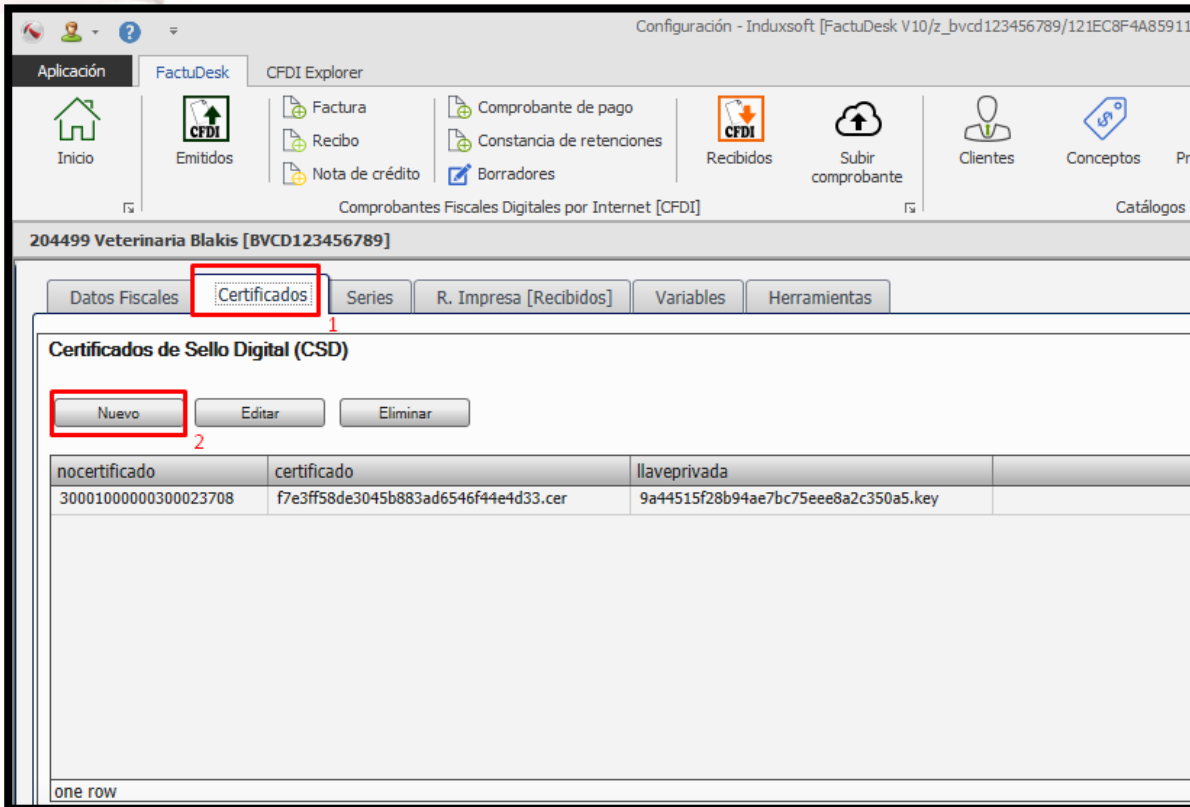 Configuración - Induxsoft [FactuDesk V10/z_bvcd123456789/121EC8F4A85911
Aplicación FactuDesk CFDI Explorer
Inicio
CFDI
Emitidos
Factura
Recibo
Nota de crédito
Comprobante de pago
Constancia de retenciones
Borradores
CFDI
Recibidos
Subir
comprobante
Clientes
Conceptos
Pr
Comprobantes Fiscales Digitales por Internet [CFDI]
Catálogos
204499 Veterinaria Blakis [BVCD123456789]
Datos Fiscales Certificados Series R. Impresa [Recibidos] Variables Herramientas
1
Certificados de Sello Digital (CSD)
Nuevo Editar Eliminar
2
nocertificado certificado llaveprivada
30001000000300023708 f7e3ff58de3045b883ad6546f44e4d33.cer 9a44515f28b94ae7bc75eee8a2c350a5.key
one row